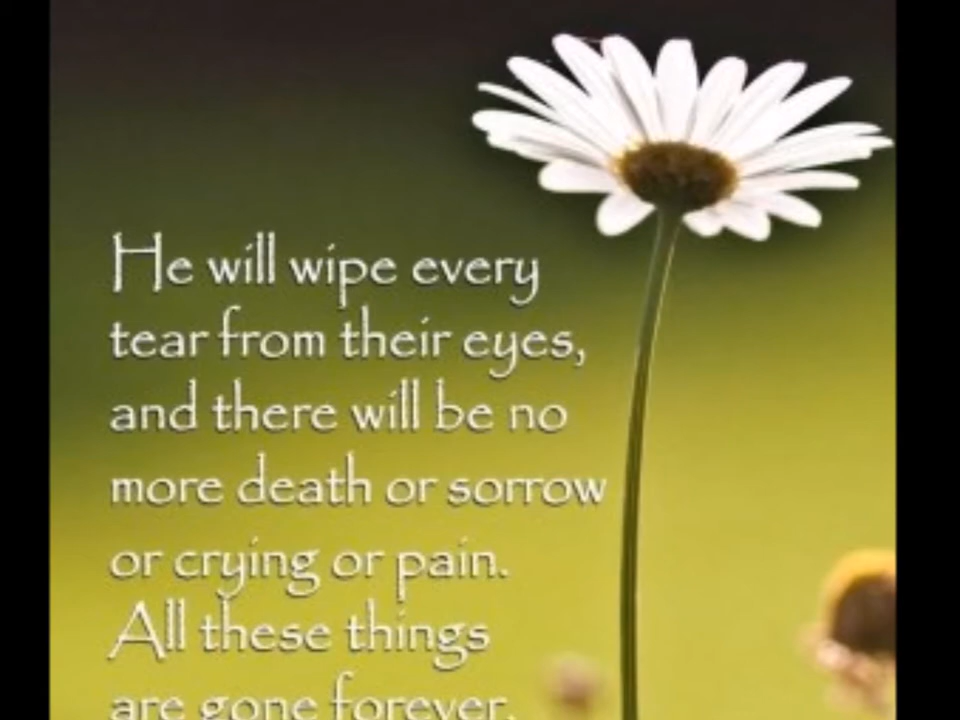 He will wipe every
tear from their eyes,
and there will be no
more death or sorrow
or crying or pain.
All these things
are gone forever.